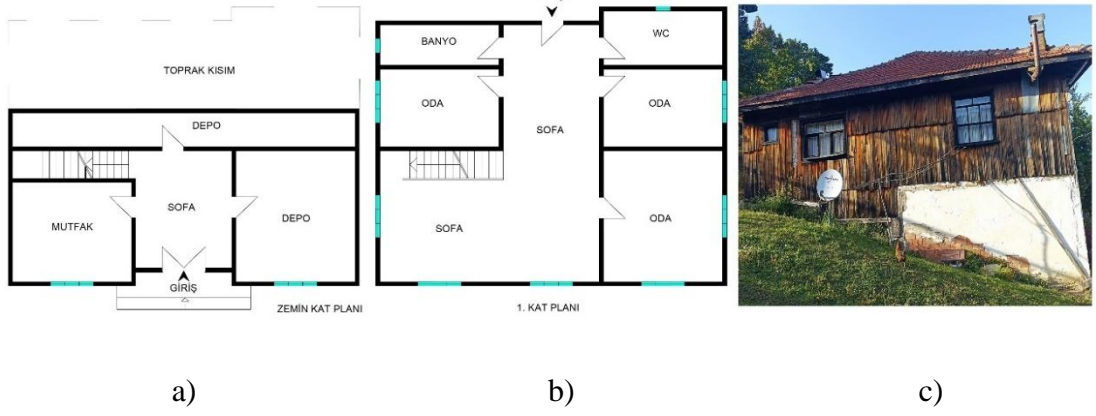 TOPRAK KISIM
DEPO
SOFA
MUTFAK
DEPO
GİRİŞ
ZEMİN KAT PLANI
BANYO
WC
ODA
ODA
SOFA
SOFA
ODA
1. KAT PLANI
a)
b)
c)